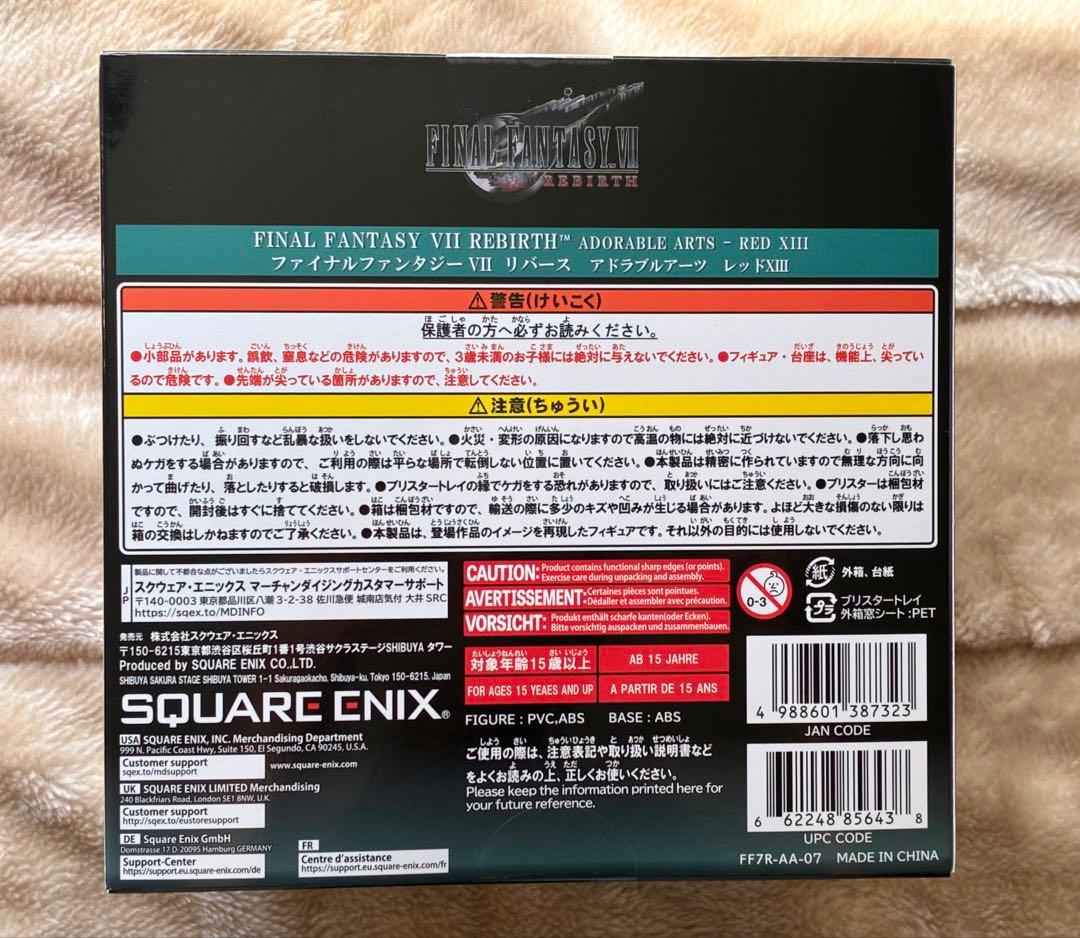 FINAL FANTASY VII
REBIRTH
FINAL FANTASY VII REBIRTH™ ADORABLE ARTS - RED XIII
ファイナルファンタジーVII リバース アドラブルアーツ レッドXIII
⚠警告(けいこく)
保護者の方へ必ずお読みください。
●小部品があります。誤飲、窒息などの危険がありますので、3歳未満のお子様には絶対に与えないでください。●フィギュア・台座は、機能上、尖ってい
るので危険です。●先端が尖っている箇所がありますので、注意してください。
⚠注意(ちゅうい)
●ぶつけたり、振り回すなど乱暴な扱いをしないでください。●火災・変形の原因になりますので高温の物には絶対に近づけないでください。●落下し思わ
ぬケガをする場合がありますので、ご利用の際は平らな場所で転倒しない位置に置いてください。●本製品は精密に作られていますので無理な方向に向
かって曲げたり、落としたりすると破損します。●ブリスタートレイの縁でケガをする恐れがありますので、取り扱いにはご注意ください。●ブリスターは梱包材
ですので、開封後はすぐに捨ててください。●箱は梱包材ですので、輸送の際に多少のキズや凹みが生じる場合があります。よほど大きな損傷のない限りは
箱の交換はしかねますのでご了承ください。●本製品は、登場作品のイメージを再現したフィギュアです。それ以外の目的には使用しないでください。
JP
製品に関して不都合な点がございましたらスクウェア・エニックスサポートセンターをご利用ください。
スクウェア・エニックス マーチャンダイジングカスタマーサポート
〒140-0003 東京都品川区八潮 3-2-38 佐川急便 城南店気付 大井 SRC
https://sqex.to/MDINFO
発売元 株式会社スクウェア・エニックス
〒150-6215東京都渋谷区桜丘町1番1号渋谷サクラステージSHIBUYA タワー
Produced by SQUARE ENIX CO.,LTD.
SHIBUYA SAKURA STAGE SHIBUYA TOWER 1-1 Sakuragaokacho, Shibuya-ku, Tokyo 150-6215, Japan
SQUARE ENIX®
USA SQUARE ENIX, INC. Merchandising Department
999 N. Pacific Coast Hwy, Suite 150, El Segundo, CA 90245, U.S.A.
Customer support
sqex.to/mdsupport
www.square-enix.com
UK SQUARE ENIX LIMITED Merchandising
240 Blackfriars Road, London SE1 8NW, U.K.
Customer support
http://sqex.to/eustoresupport
DE Square Enix GmbH
Domstrasse 17 D-20095 Hamburg GERMANY
Support-Center
https://support.eu.square-enix.com/de
FR
Centre d'assistance
https://support.eu.square-enix.com/fr
CAUTION: Product contains functional sharp edges (or points).
Exercise care during unpacking and assembly.
AVERTISSEMENT: Certaines pièces sont pointues.
Dédaller et assembler avec précaution.
VORSICHT: Produkt enthält scharfe kanten(oder Ecken).
Bitte vorsichtig auspacken und zusammenbauen.
対象年齢15歳以上
AB 15 JAHRE
FOR AGES 15 YEAES AND UP
A PARTIR DE 15 ANS
FIGURE : PVC,ABS BASE : ABS
ご使用の際は、注意表記や取り扱い説明書など
をよくお読みの上、正しくお使いください。
Please keep the information printed here for
your future reference.
0-3
紙 外箱、台紙
プラ ブリスタートレイ
外箱窓シート:PET
4 988601 387323
JAN CODE
6 62248 85643 8
UPC CODE
FF7R-AA-07 MADE IN CHINA